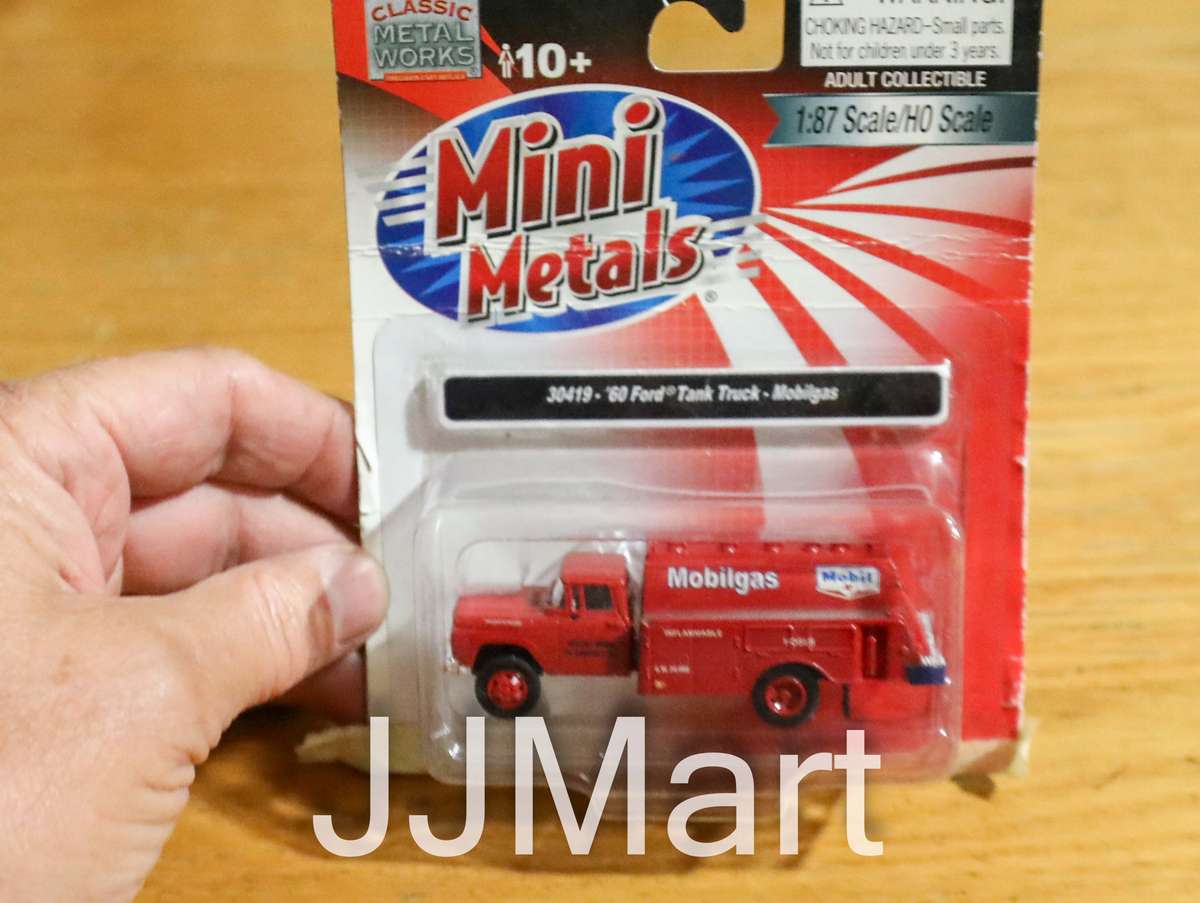 CLASSIC
METAL
WORKS
10+
WARNING:
CHOKING HAZARD-Small parts.
Not for children under 3 years.
ADULT COLLECTIBLE
1:87 Scale/HO Scale
Mini
Metals®
30419 - '60 Ford® Tank Truck - Mobilgas
Mobilgas
Mobil
INFLAMMABLE
JJMart